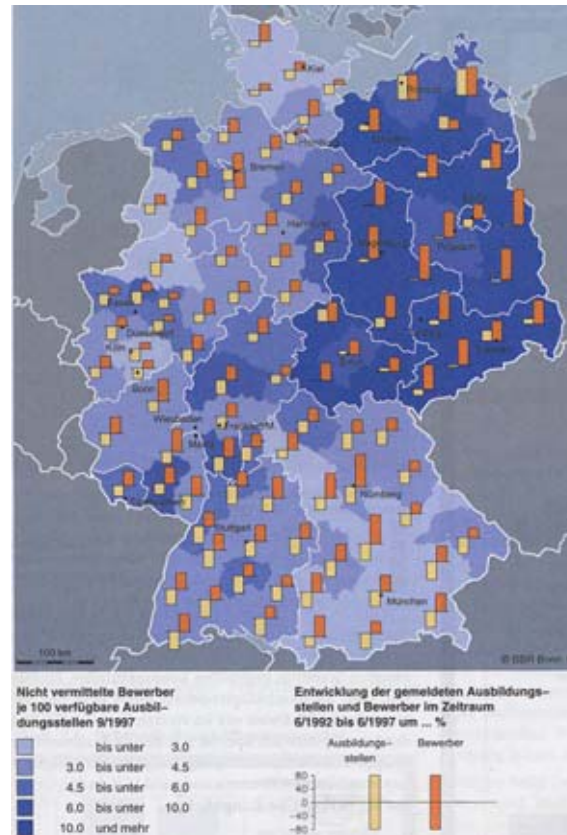 Kiel
Rostock
Hamburg
Bremen
Hannover
Potsdam
Düsseldorf
Köln
Bonn
Wiesbaden
Frankfurt/M.
Mainz
Nürnberg
Stuttgart
München
100 km
© BBR Bonn
Nicht vermittelte Bewerber
je 100 verfügbare Ausbil-
dungsstellen 9/1997
bis unter 3.0
3.0 bis unter 4.5
4.5 bis unter 6.0
6.0 bis unter 10.0
10.0 und mehr
Entwicklung der gemeldeten Ausbildungs-
stellen und Bewerber im Zeitraum
6/1992 bis 6/1997 um ... %
Ausbildungs-
stellen
Bewerber
80
40
0
-40
-80